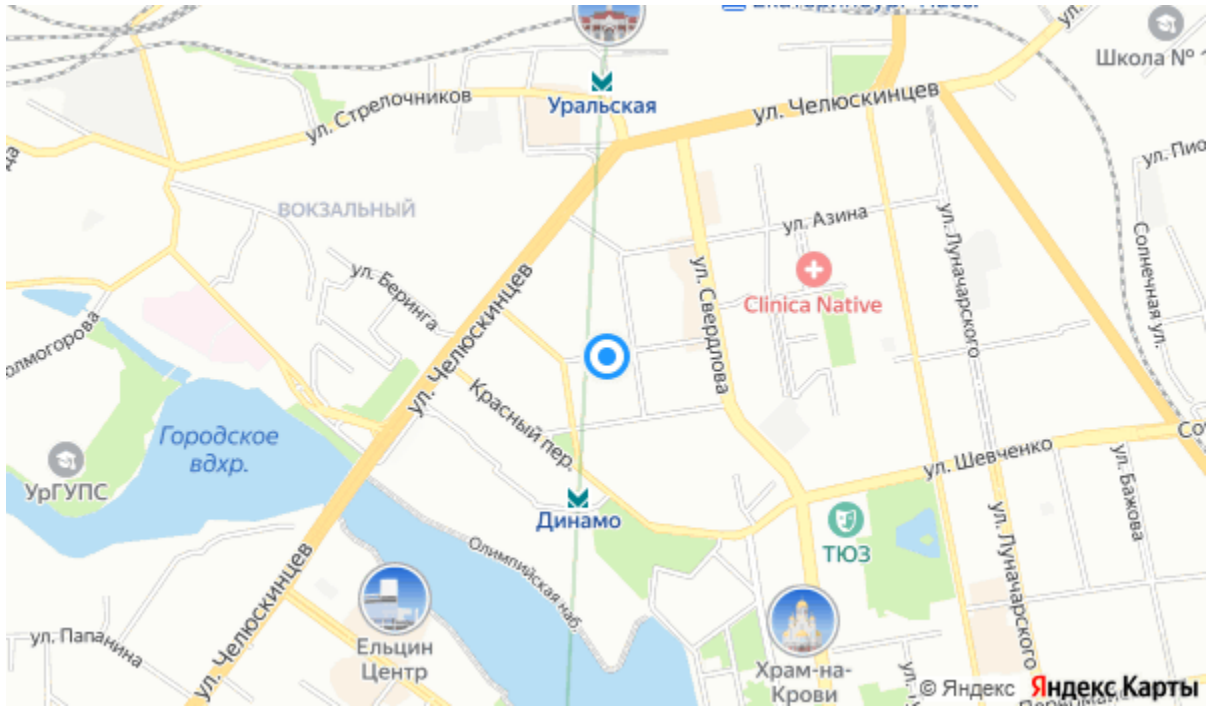 Школа №
Уральская
ул. Челюскинцев
ул. Стрелочников
ул. Пио
ВОКЗАЛЬНЫЙ
ул. Азина
ул. Луначарского
Солнечная ул.
ул. Беринга
ул. Челюскинцев
ул. Свердлова
Clinica Native
олмогорова
Красный пер.
Городское
вдхр.
УрГУПС
ул. Шевченко
ул. Бажова
Динамо
ТЮЗ
ул. Луначарского
Олимпийская наб.
ул. Челюскинцев
ул. Папанина
Ельцин
Центр
Храм-на-
Крови
ул.
© Яндекс Яндекс Карты